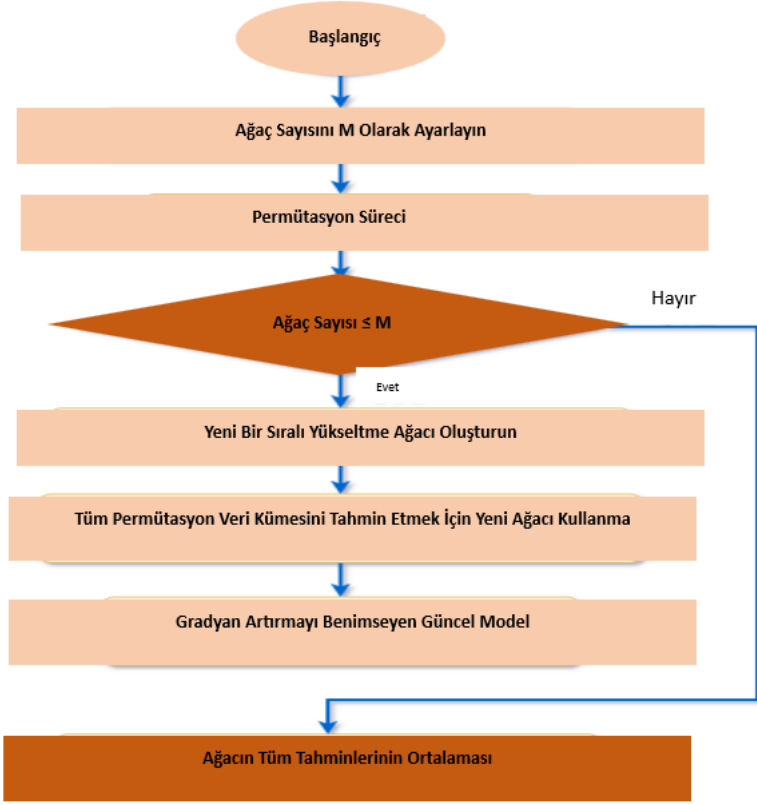 Başlangıç
Ağaç Sayısını M Olarak Ayarlayın
Permütasyon Süreci
Ağaç Sayısı ≤ M
Hayır
Evet
Yeni Bir Sıralı Yükseltme Ağacı Oluşturun
Tüm Permütasyon Veri Kümesini Tahmin Etmek İçin Yeni Ağacı Kullanma
Gradyan Artırmayı Benimseyen Güncel Model
Ağacın Tüm Tahminlerinin Ortalaması